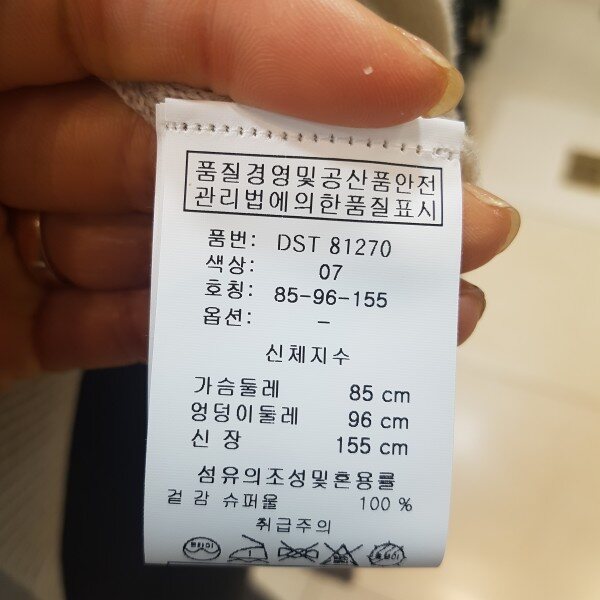 품질경영및공산품안전
관리법에의한품질표시
품번: DST 81270
색상: 07
호칭: 85-96-155
옵션: -
신체지수
가슴둘레 85 cm
엉덩이둘레 96 cm
신 장 155 cm
섬유의조성및혼용률
겉감 슈퍼울 100 %
취급주의